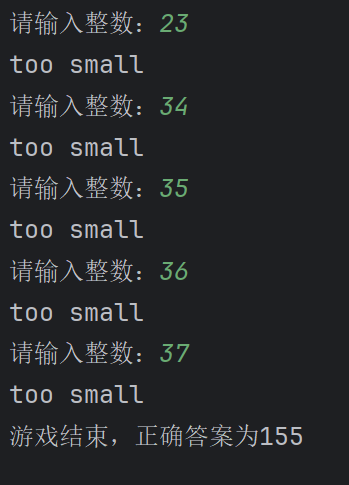 请输入整数：23
too small
请输入整数：34
too small
请输入整数：35
too small
请输入整数：36
too small
请输入整数：37
too small
游戏结束，正确答案为155